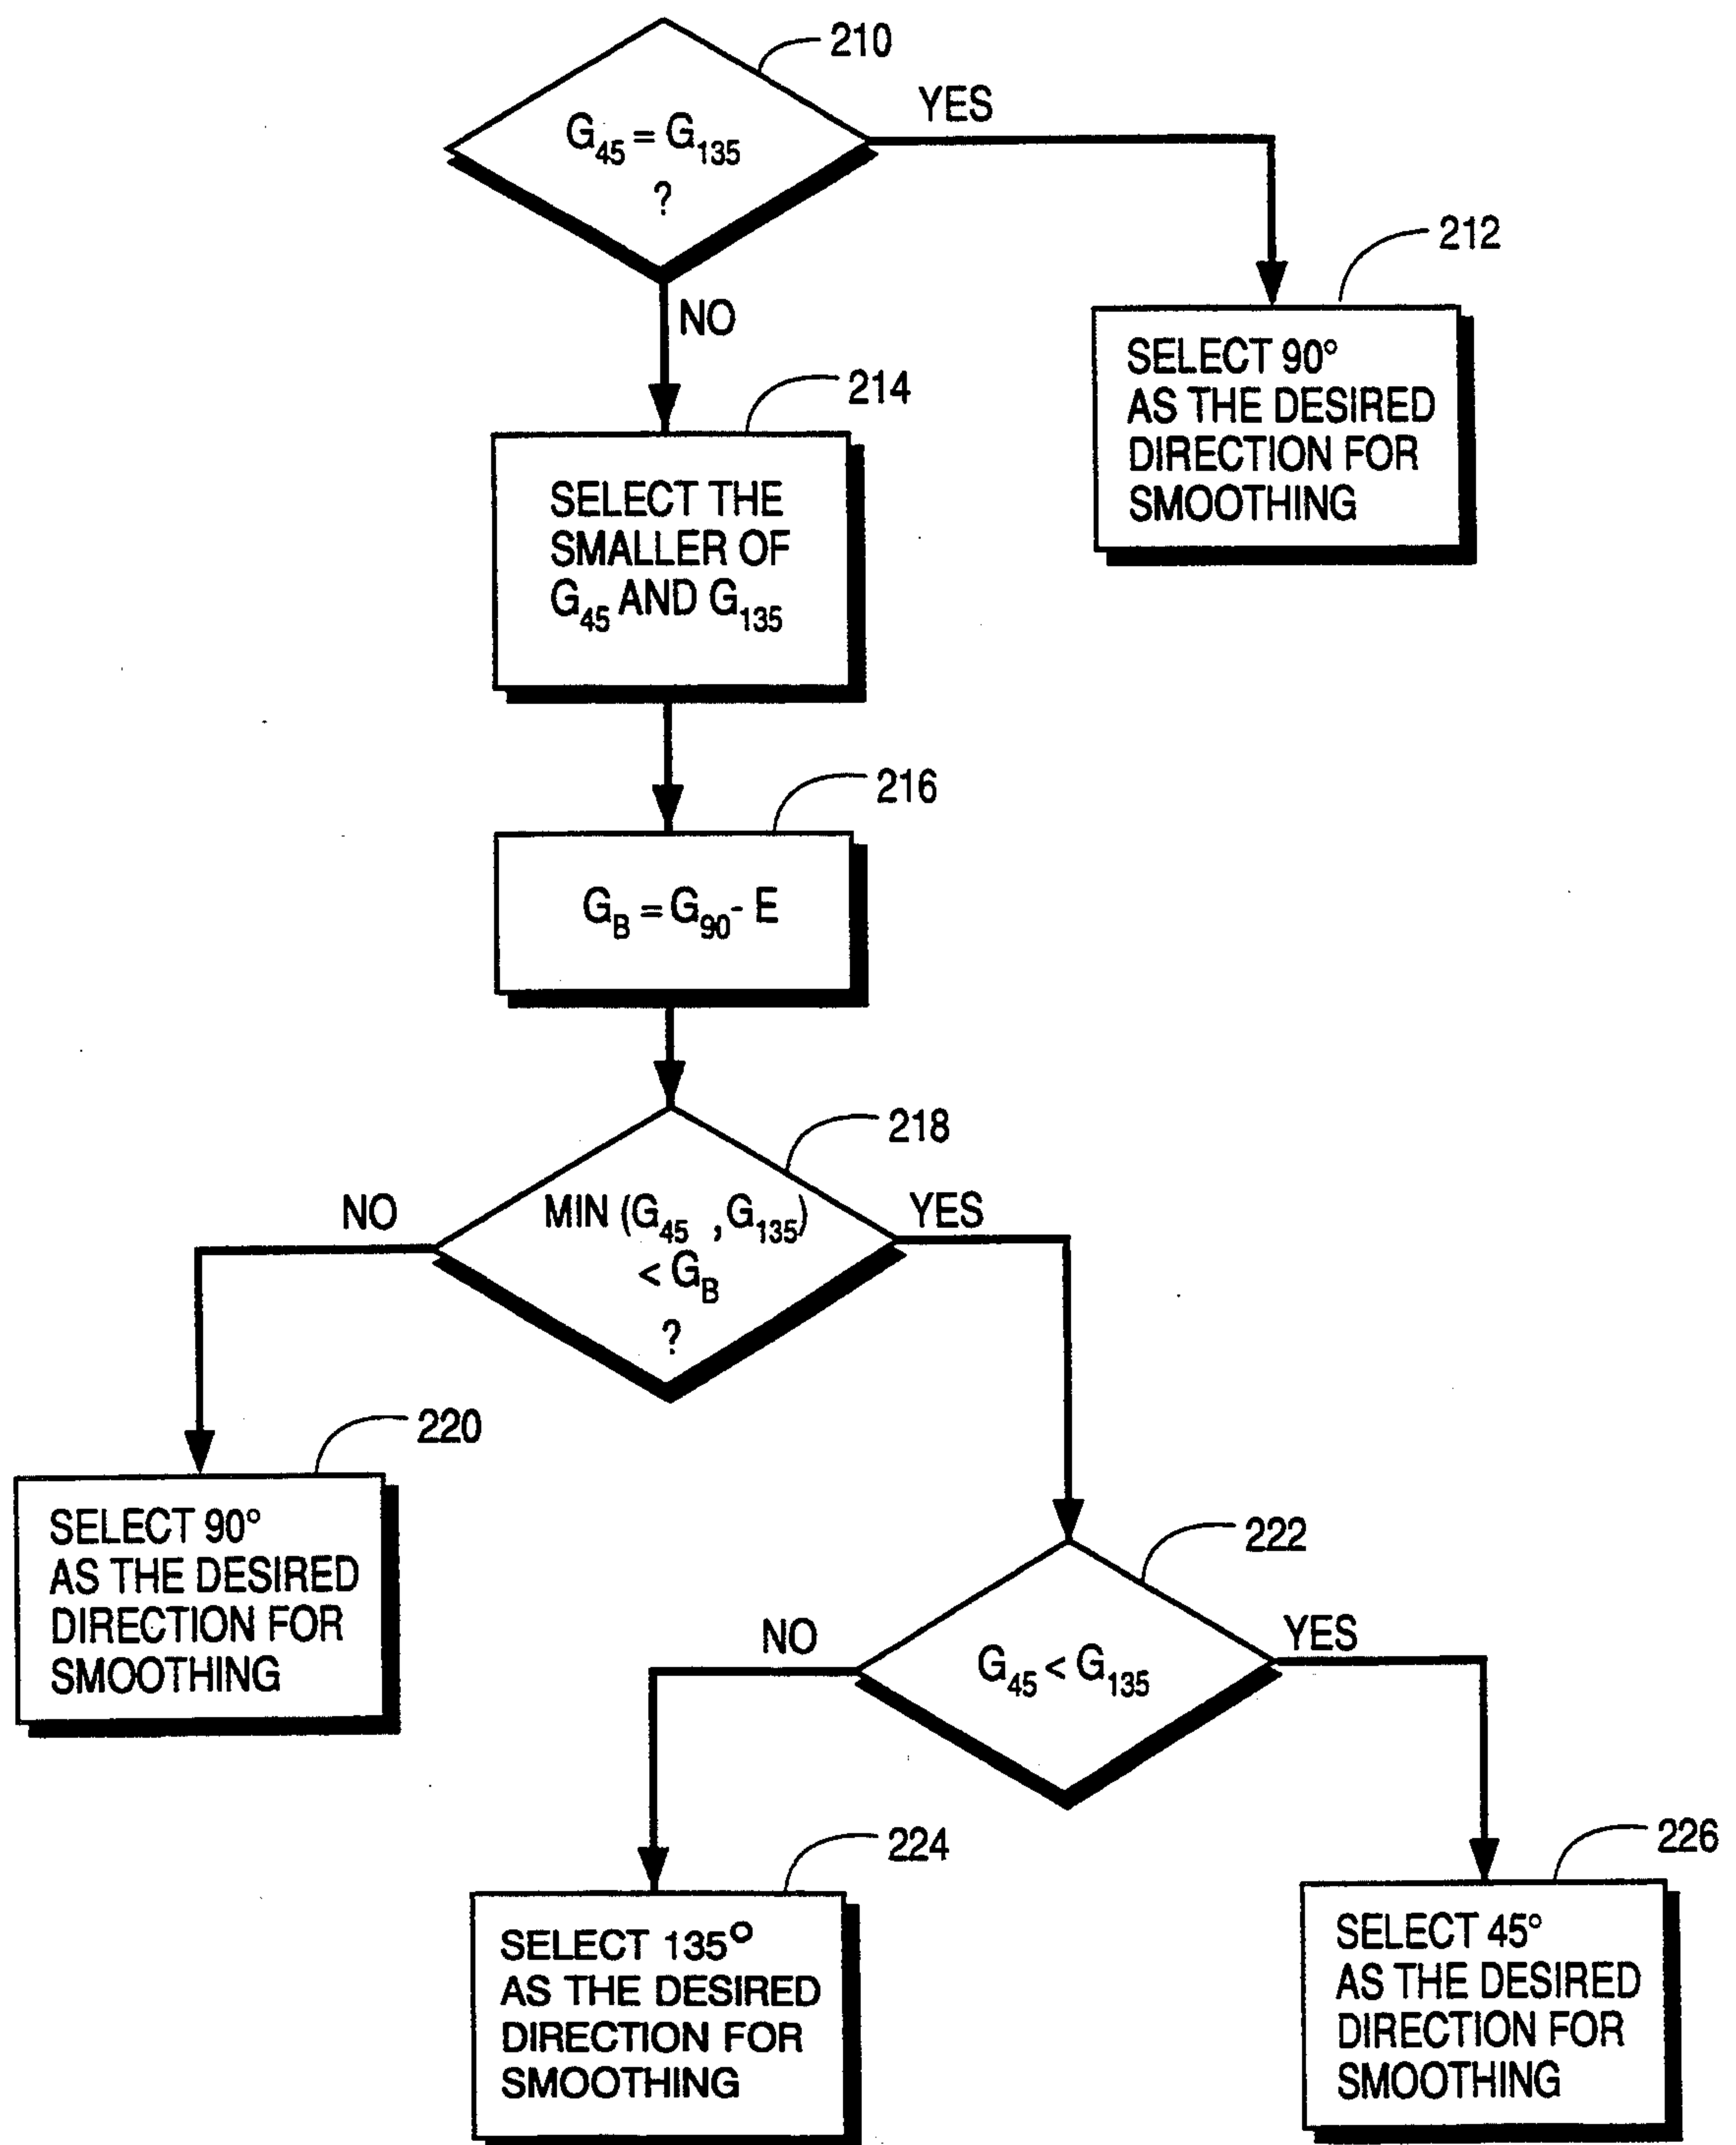 210
YES
G45 = G135
?
212
NO
SELECT 90°
AS THE DESIRED
DIRECTION FOR
SMOOTHING
214
SELECT THE
SMALLER OF
G45 AND G135
216
GB = G90- E
218
NO
MIN (G45 ,G135)
YES
< GB
?
220
SELECT 90°
AS THE DESIRED
DIRECTION FOR
SMOOTHING
222
NO
G45 < G135
YES
224
226
SELECT 135°
AS THE DESIRED
DIRECTION FOR
SMOOTHING
SELECT 45°
AS THE DESIRED
DIRECTION FOR
SMOOTHING